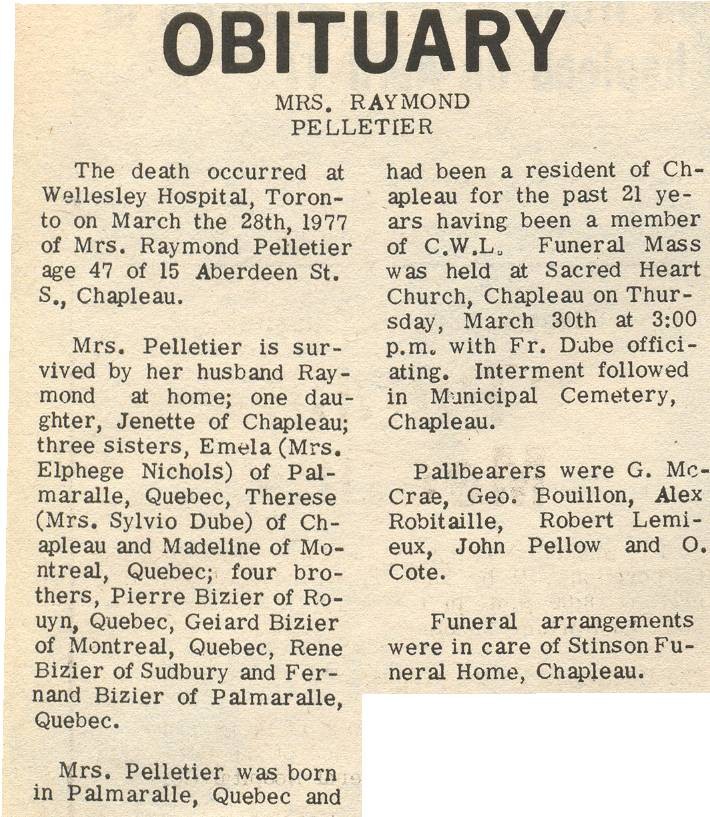 OBITUARY
MRS. RAYMOND
PELLETIER
The death occurred at
Wellesley Hospital, Toron-
to on March the 28th, 1977
of Mrs. Raymond Pelletier
age 47 of 15 Aberdeen St.
S., Chapleau.
Mrs. Pelletier is sur-
vived by her husband Ray-
mond at home; one dau-
ghter, Jenette of Chapleau;
three sisters, Emela (Mrs.
Elphege Nichols) of Pal-
maralle, Quebec, Therese
(Mrs. Sylvio Dube) of Ch-
apleau and Madeline of Mo-
ntreal, Quebec; four bro-
thers, Pierre Bizier of Ro-
uyn, Quebec, Geiard Bizier
of Montreal, Quebec, Rene
Bizier of Sudbury and Fer-
nand Bizier of Palmaralle,
Quebec.
Mrs. Pelletier was born
in Palmaralle, Quebec and
had been a resident of Ch-
apleau for the past 21 ye-
ars having been a member
of C.W.L. Funeral Mass
was held at Sacred Heart
Church, Chapleau on Thur-
sday, March 30th at 3:00
p.m. with Fr. Dube offici-
ating. Interment followed
in Municipal Cemetery,
Chapleau.
Pallbearers were G. Mc-
Crae, Geo. Bouillon, Alex
Robitaille, Robert Lemi-
eux, John Pellow and O.
Cote.
Funeral arrangements
were in care of Stinson Fu-
neral Home, Chapleau.